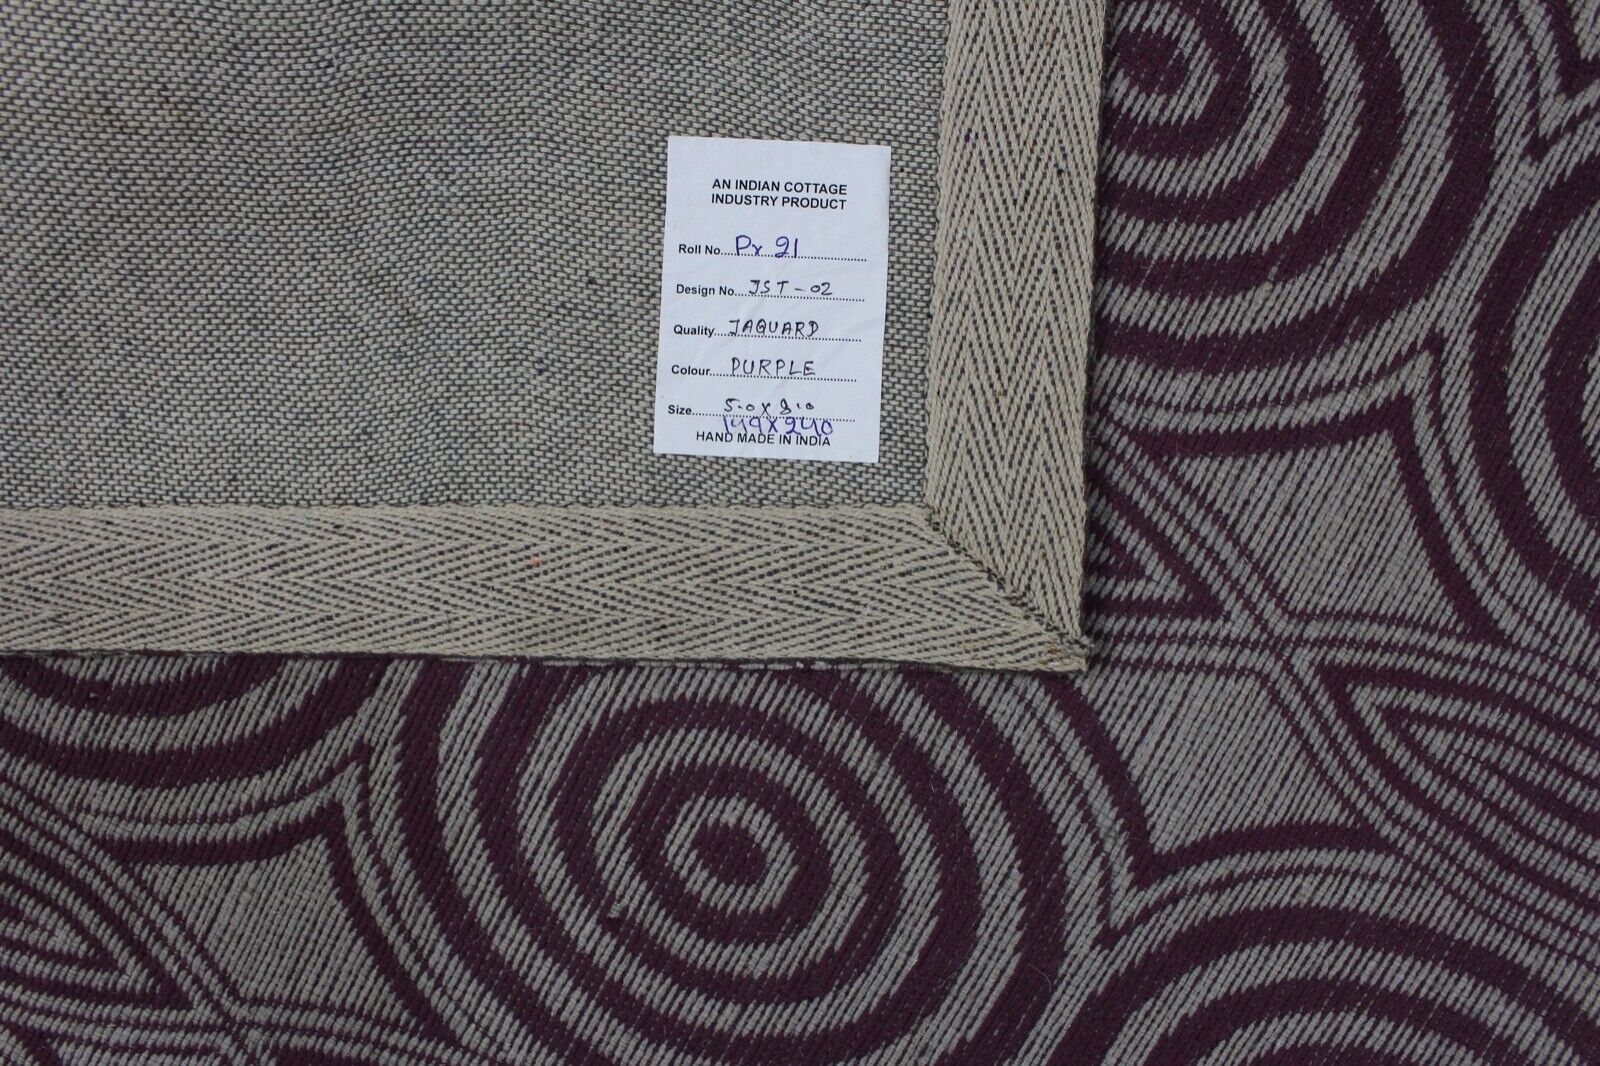 AN INDIAN COTTAGE
INDUSTRY PRODUCT
Roll No....Px 21
Design No....JST-02
Quality....JAQUARD
Colour....PURPLE
Size....5.0x8.0
149x240
HAND MADE IN INDIA